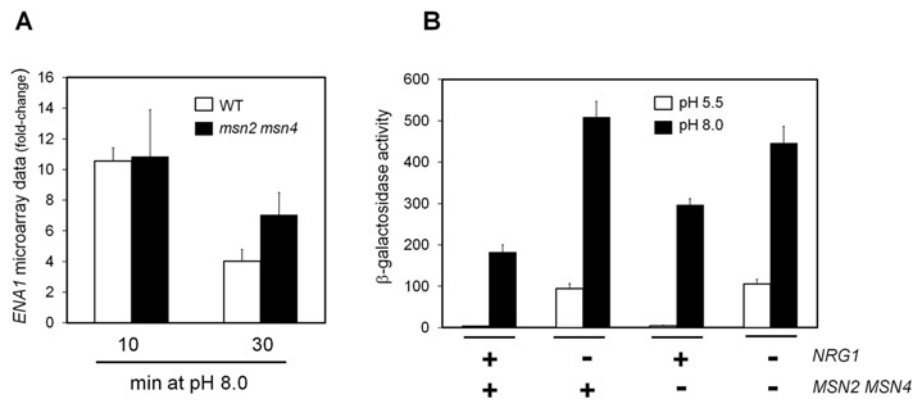 A
ENA1 microarray data (fold-change)
16
14
12
10
8
6
4
2
0
WT
msn2 msn4
10 30
min at pH 8.0
B
β-galactosidase activity
600
500
400
300
200
100
0
pH 5.5
pH 8.0
+ - + - NRG1
+ + - - MSN2 MSN4